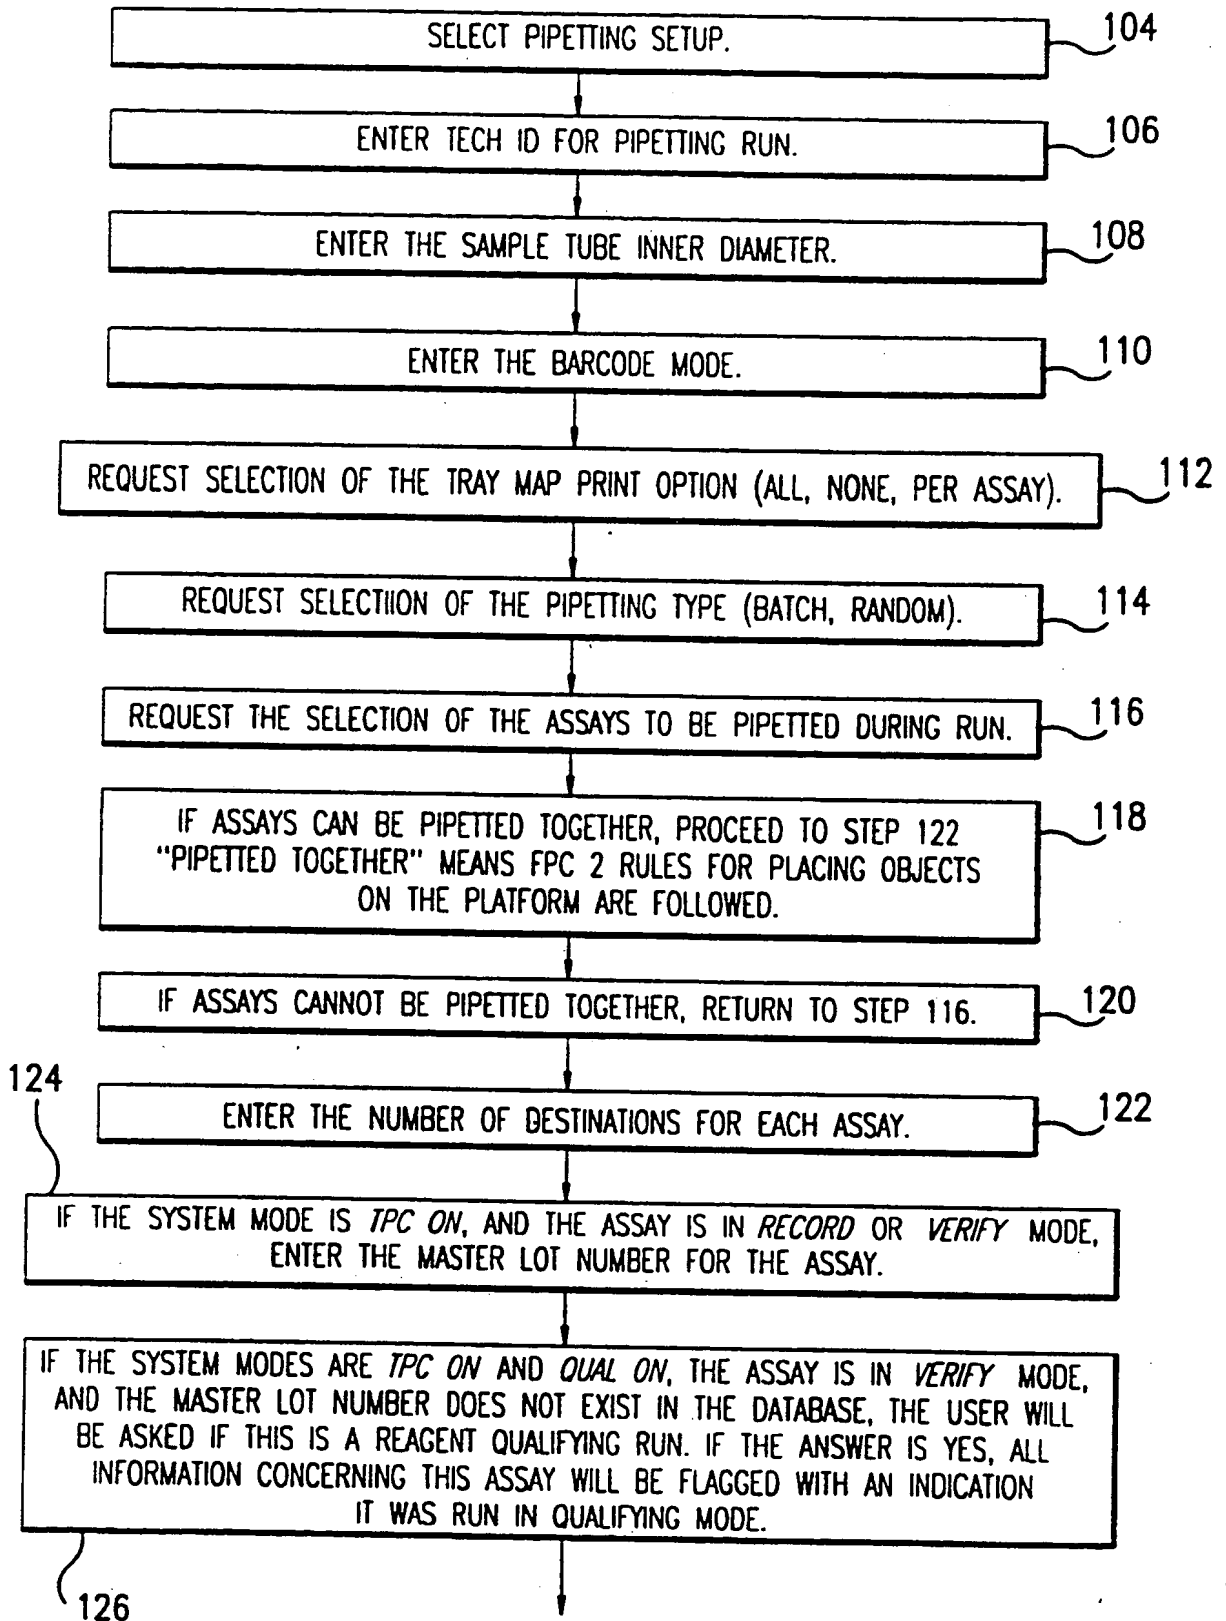 SELECT PIPETTING SETUP.
104
ENTER TECH ID FOR PIPETTING RUN.
106
ENTER THE SAMPLE TUBE INNER DIAMETER.
108
ENTER THE BARCODE MODE.
110
REQUEST SELECTION OF THE TRAY MAP PRINT OPTION (ALL, NONE, PER ASSAY).
112
REQUEST SELECTIION OF THE PIPETTING TYPE (BATCH, RANDOM).
114
REQUEST THE SELECTION OF THE ASSAYS TO BE PIPETTED DURING RUN.
116
IF ASSAYS CAN BE PIPETTED TOGETHER, PROCEED TO STEP 122
"PIPETTED TOGETHER" MEANS FPC 2 RULES FOR PLACING OBJECTS
ON THE PLATFORM ARE FOLLOWED.
118
IF ASSAYS CANNOT BE PIPETTED TOGETHER, RETURN TO STEP 116.
120
ENTER THE NUMBER OF DESTINATIONS FOR EACH ASSAY.
122
124
IF THE SYSTEM MODE IS TPC ON, AND THE ASSAY IS IN RECORD OR VERIFY MODE,
ENTER THE MASTER LOT NUMBER FOR THE ASSAY.
IF THE SYSTEM MODES ARE TPC ON AND QUAL ON, THE ASSAY IS IN VERIFY MODE,
AND THE MASTER LOT NUMBER DOES NOT EXIST IN THE DATABASE, THE USER WILL
BE ASKED IF THIS IS A REAGENT QUALIFYING RUN. IF THE ANSWER IS YES, ALL
INFORMATION CONCERNING THIS ASSAY WILL BE FLAGGED WITH AN INDICATION
IT WAS RUN IN QUALIFYING MODE.
126